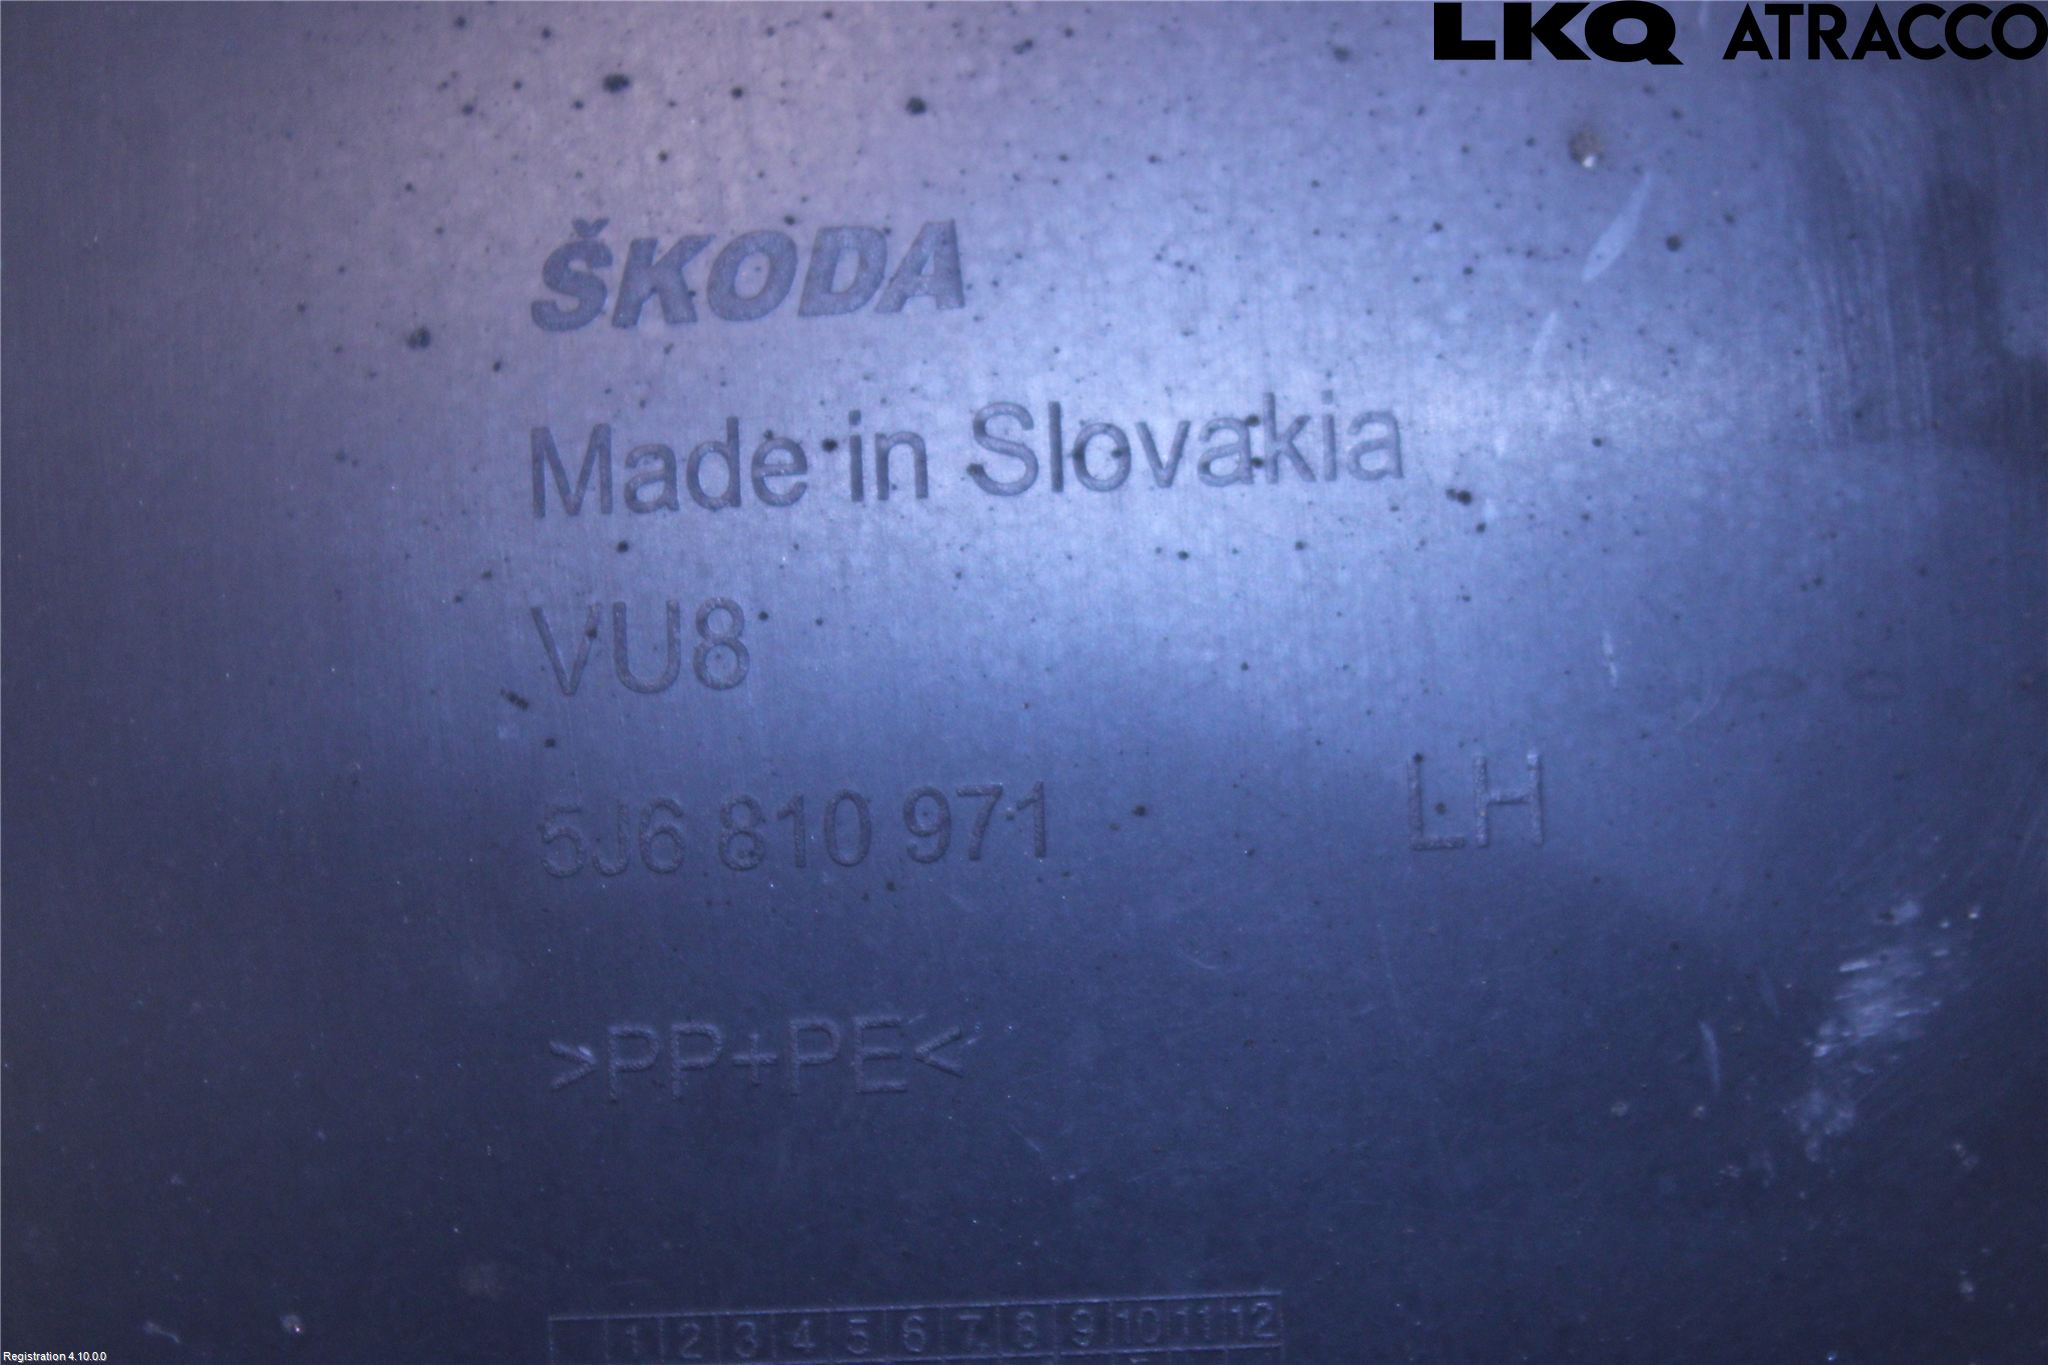 LKQ ATRACCO
ŠKODA
Made in Slovakia
VU8
5J6 810 971 LH
>PP+PE<
1 2 3 4 5 6 7 8 9 10 11 12
Registration 4.10.0.0